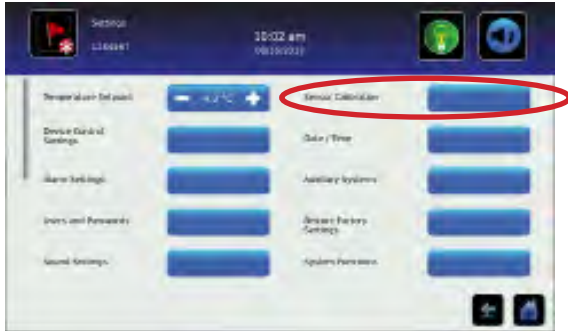 Settings
10:02 am
Temperature Setpoint
Sensor Calibration
Device Control
Settings
Date / Time
Alarm Settings
Auxiliary Systems
Users and Passwords
Restore Factory
Settings
Sound Settings
System Functions